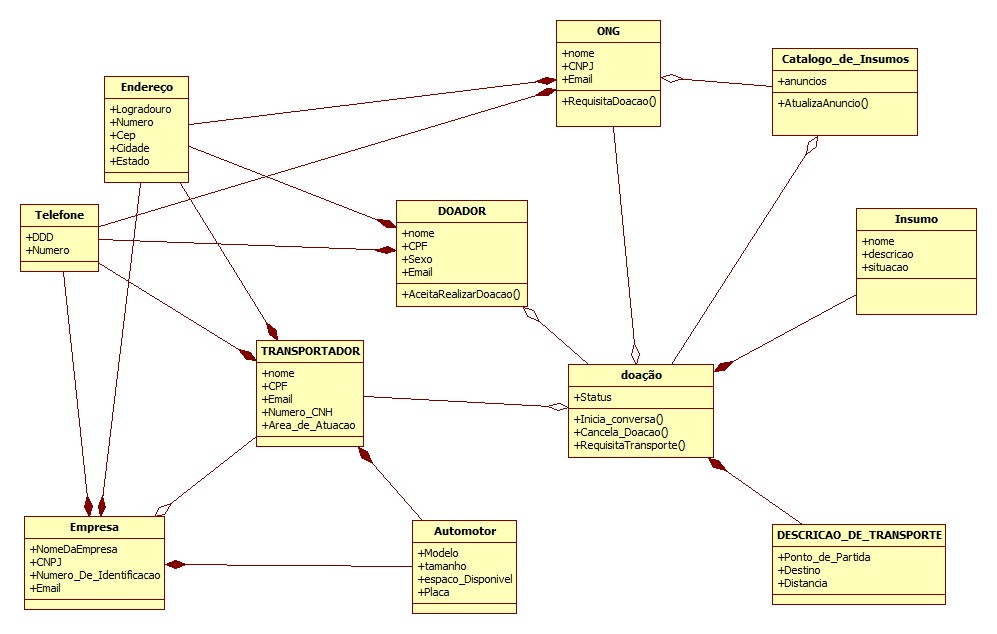 ONG
+nome
+CNPJ
+Email
+RequisitaDoacao()
Catalogo_de_Insumos
+anuncios
+AtualizaAnuncio()
Endereço
+Logradouro
+Numero
+Cep
+Cidade
+Estado
Telefone
+DDD
+Numero
DOADOR
+nome
+CPF
+Sexo
+Email
+AceitaRealizarDoacao()
Insumo
+nome
+descricao
+situacao
TRANSPORTADOR
+nome
+CPF
+Email
+Numero_CNH
+Area_de_Atuacao
doação
+Status
+Inicia_conversa()
+Cancela_Doacao()
+RequisitaTransporte()
Empresa
+NomeDaEmpresa
+CNPJ
+Numero_De_Identificacao
+Email
Automotor
+Modelo
+tamanho
+espaco_Disponivel
+Placa
DESCRICAO_DE_TRANSPORTE
+Ponto_de_Partida
+Destino
+Distancia